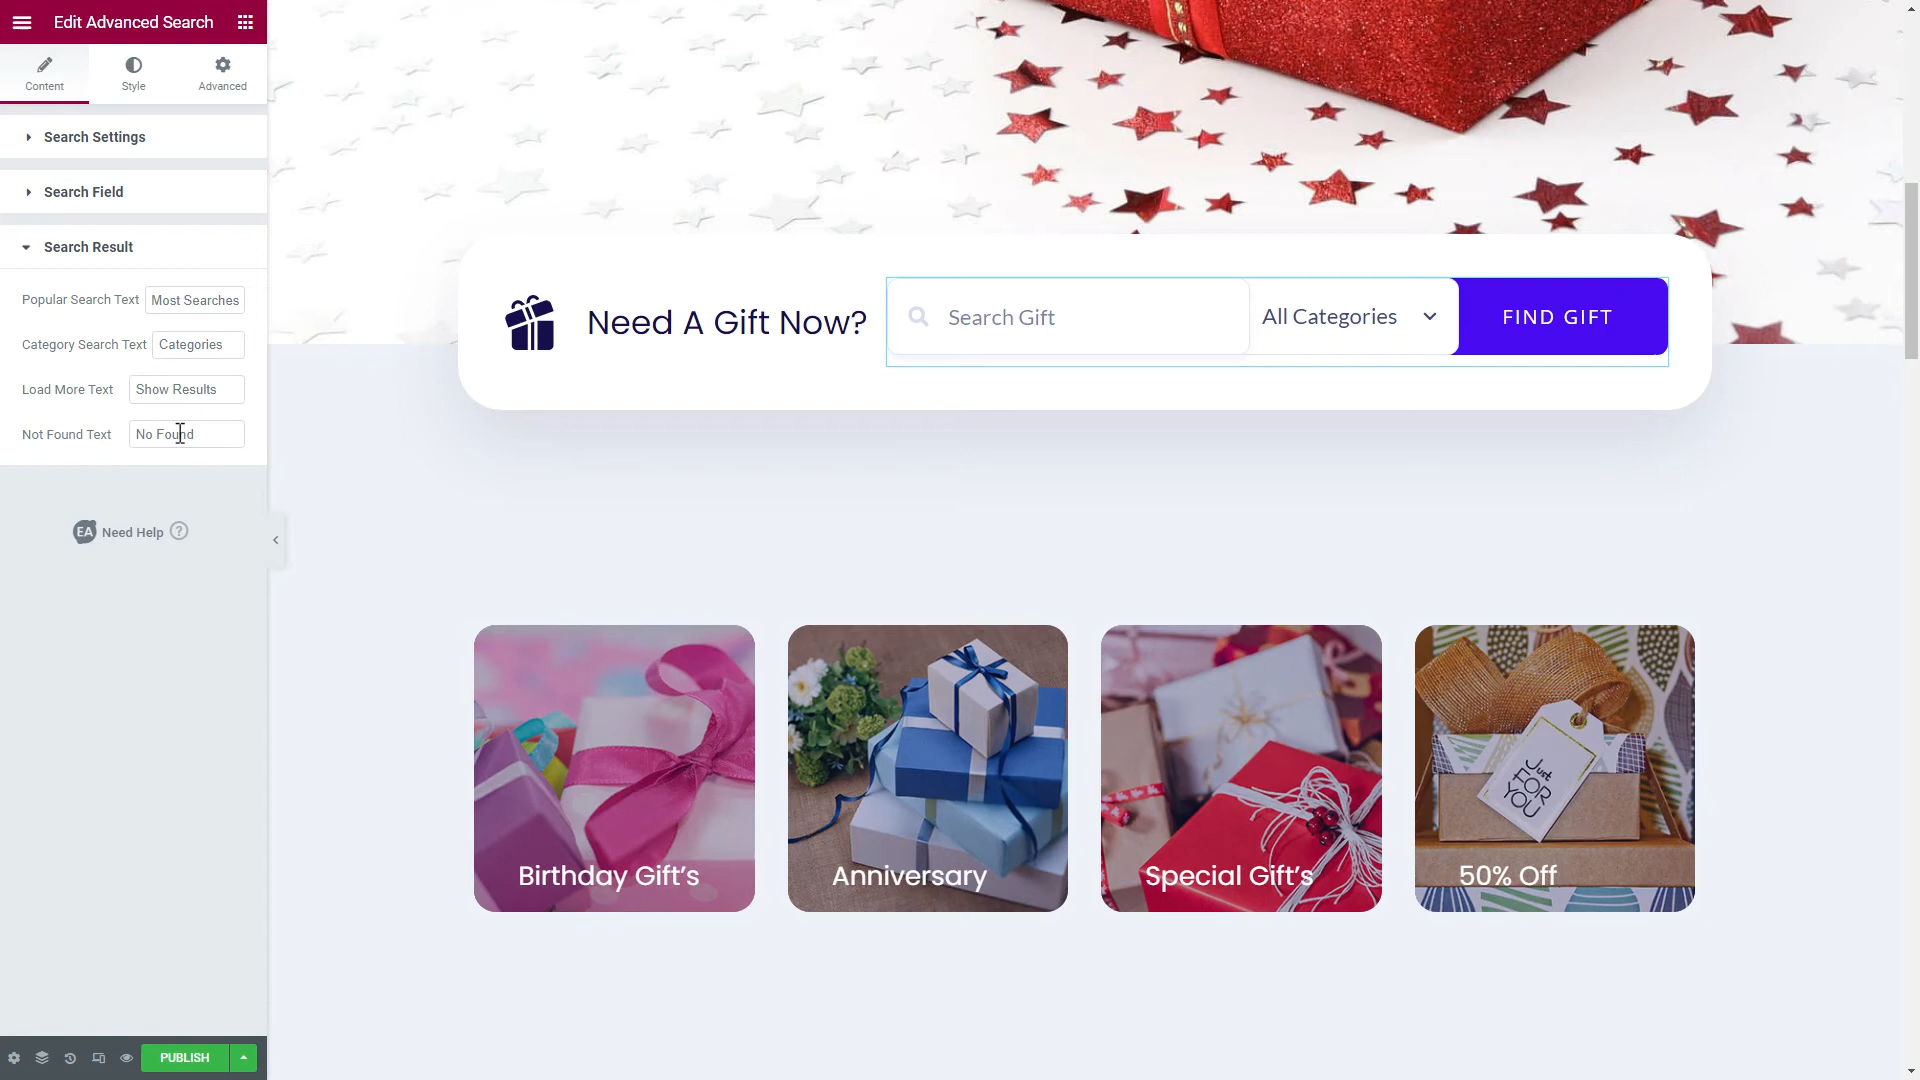 Edit Advanced Search
Content
Style
Advanced
Search Settings
Search Field
Search Result
Popular Search Text
Most Searches
Category Search Text
Categories
Load More Text
Show Results
Not Found Text
No Found
EA Need Help ?
PUBLISH
Need A Gift Now?
Search Gift
All Categories
FIND GIFT
Just
FOR
YOU
Birthday Gift’s
Anniversary
Special Gift’s
50% Off